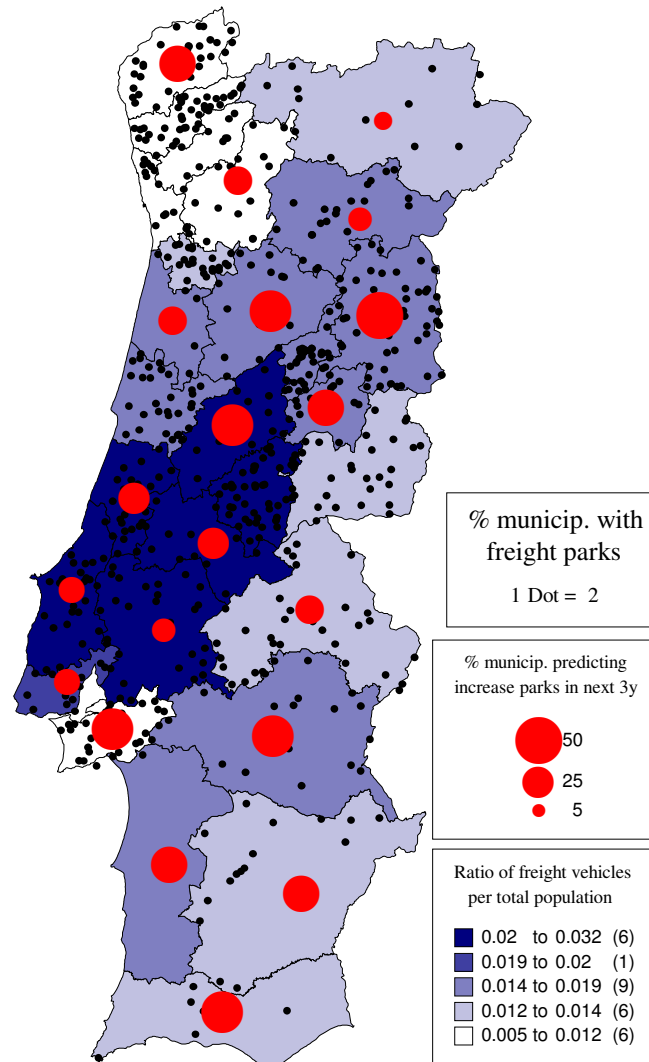 % municip. with
freight parks
1 Dot = 2
% municip. predicting
increase parks in next 3y
50
25
5
Ratio of freight vehicles
per total population
0.02 to 0.032 (6)
0.019 to 0.02 (1)
0.014 to 0.019 (9)
0.012 to 0.014 (6)
0.005 to 0.012 (6)